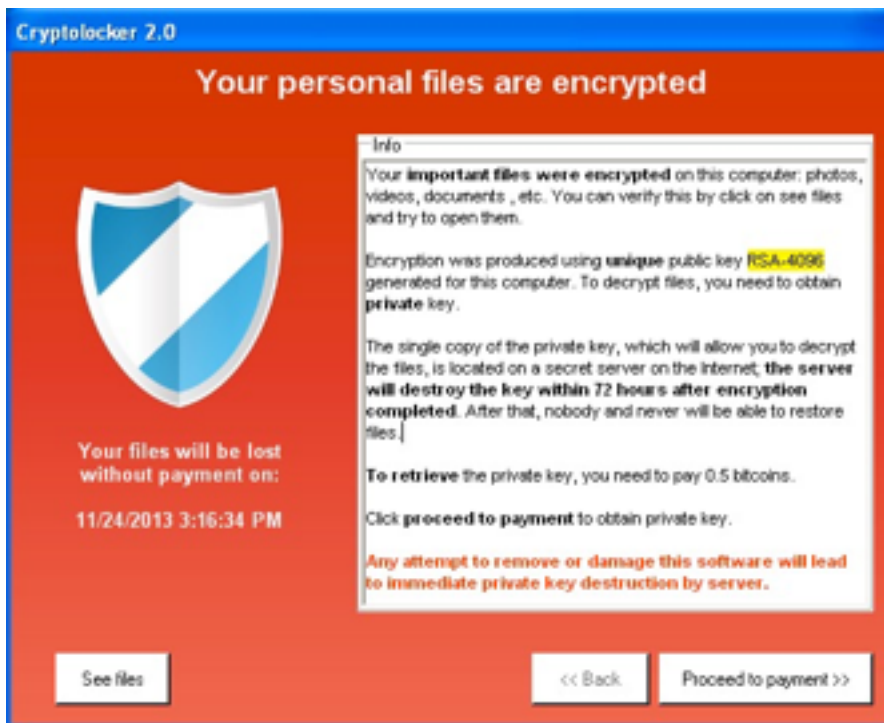 Cryptolocker 2.0
Your personal files are encrypted
Info
Your important files were encrypted on this computer: photos,
videos, documents , etc. You can verify this by click on see files
and try to open them.
Encryption was produced using unique public key RSA-4096
generated for this computer. To decrypt files, you need to obtain
private key.
The single copy of the private key, which will allow you to decrypt
the files, is located on a secret server on the Internet; the server
will destroy the key within 72 hours after encryption
completed. After that, nobody and never will be able to restore
files.
To retrieve the private key, you need to pay 0.5 bitcoins.
Click proceed to payment to obtain private key.
Any attempt to remove or damage this software will lead
to immediate private key destruction by server.
Your files will be lost
without payment on:
11/24/2013 3:16:34 PM
See files
<< Back
Proceed to payment >>